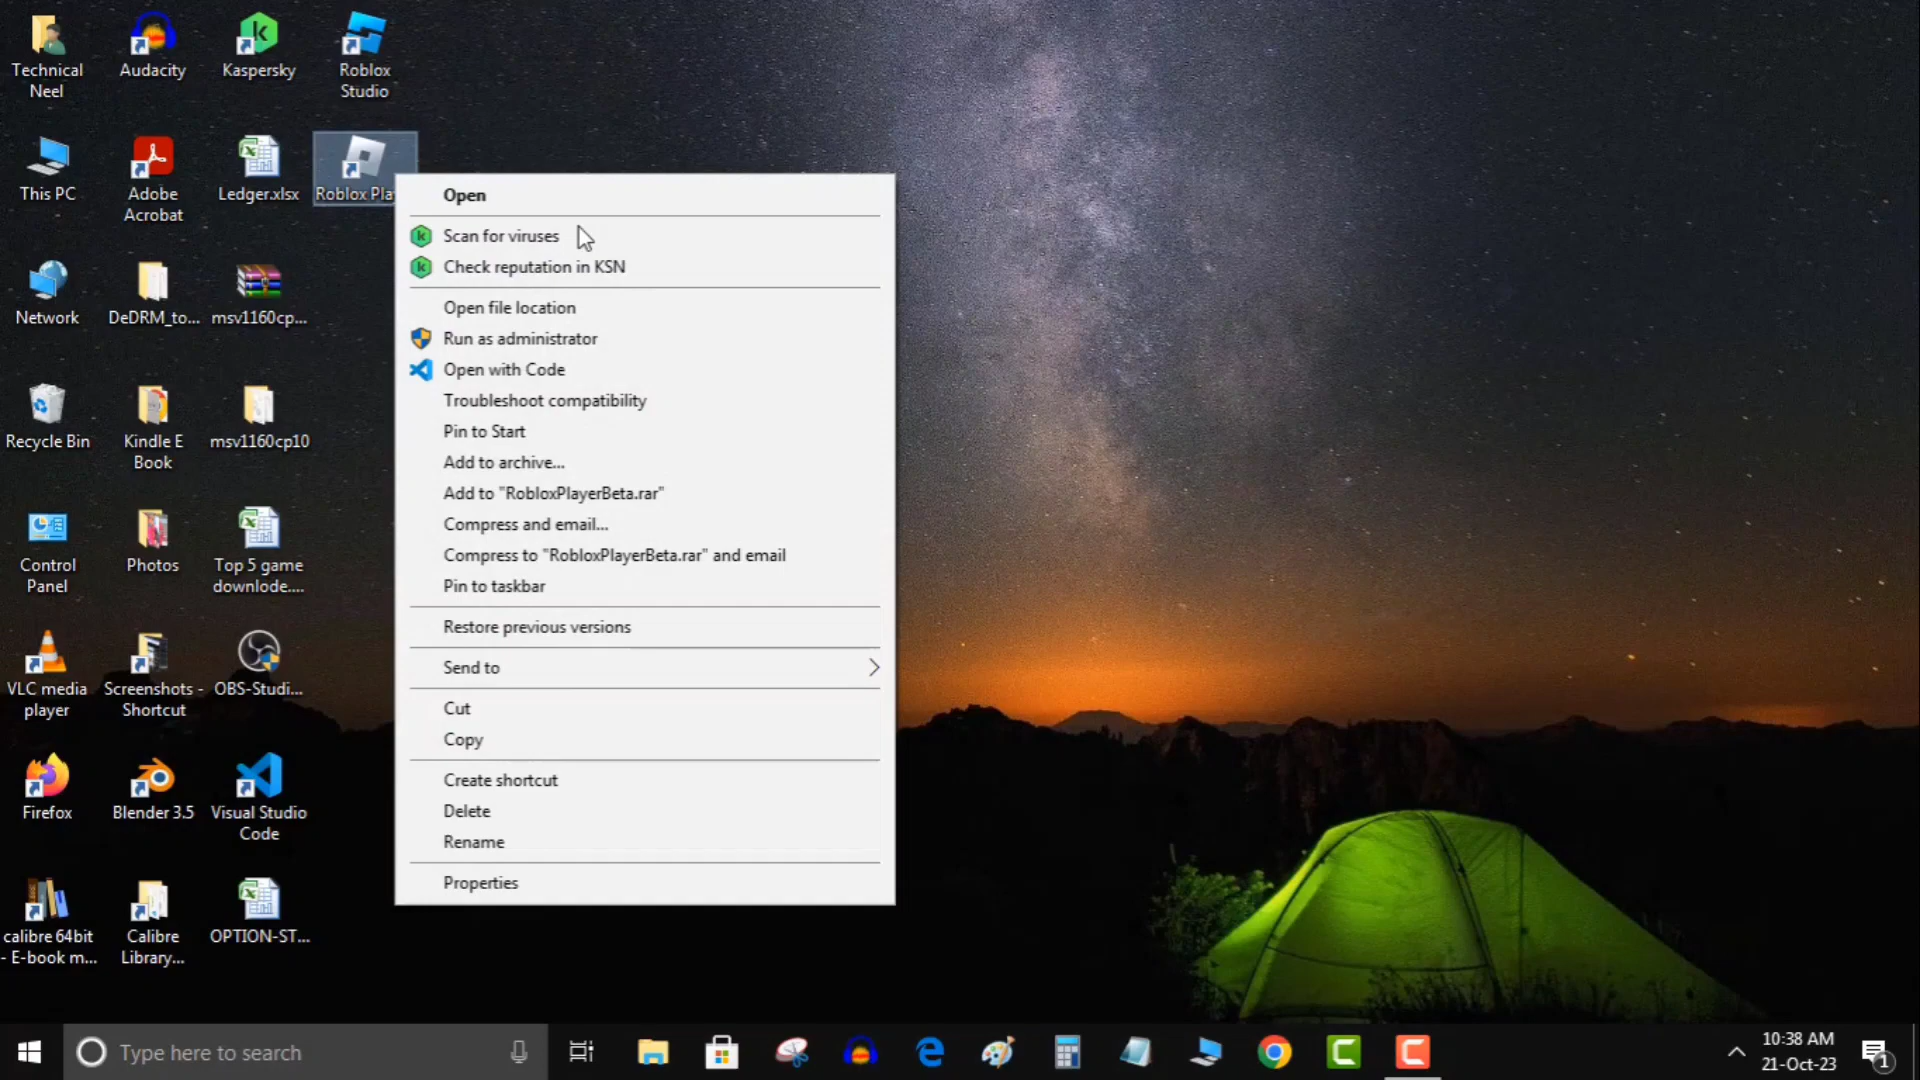 Technical
Neel
Audacity
Kaspersky
Roblox
Studio
This PC
Adobe
Acrobat
Ledger.xlsx
Roblox Pla
Network
DeDRM_to...
msv1160cp...
Recycle Bin
Kindle E
Book
msv1160cp10
Control
Panel
Photos
Top 5 game
downlode....
VLC media
player
Screenshots -
Shortcut
OBS-Studi...
Firefox
Blender 3.5
Visual Studio
Code
calibre 64bit
- E-book m...
Calibre
Library...
OPTION-ST...
Open
Scan for viruses
Check reputation in KSN
Open file location
Run as administrator
Open with Code
Troubleshoot compatibility
Pin to Start
Add to archive...
Add to "RobloxPlayerBeta.rar"
Compress and email...
Compress to "RobloxPlayerBeta.rar" and email
Pin to taskbar
Restore previous versions
Send to
Cut
Copy
Create shortcut
Delete
Rename
Properties
Type here to search
10:38 AM
21-Oct-23
1